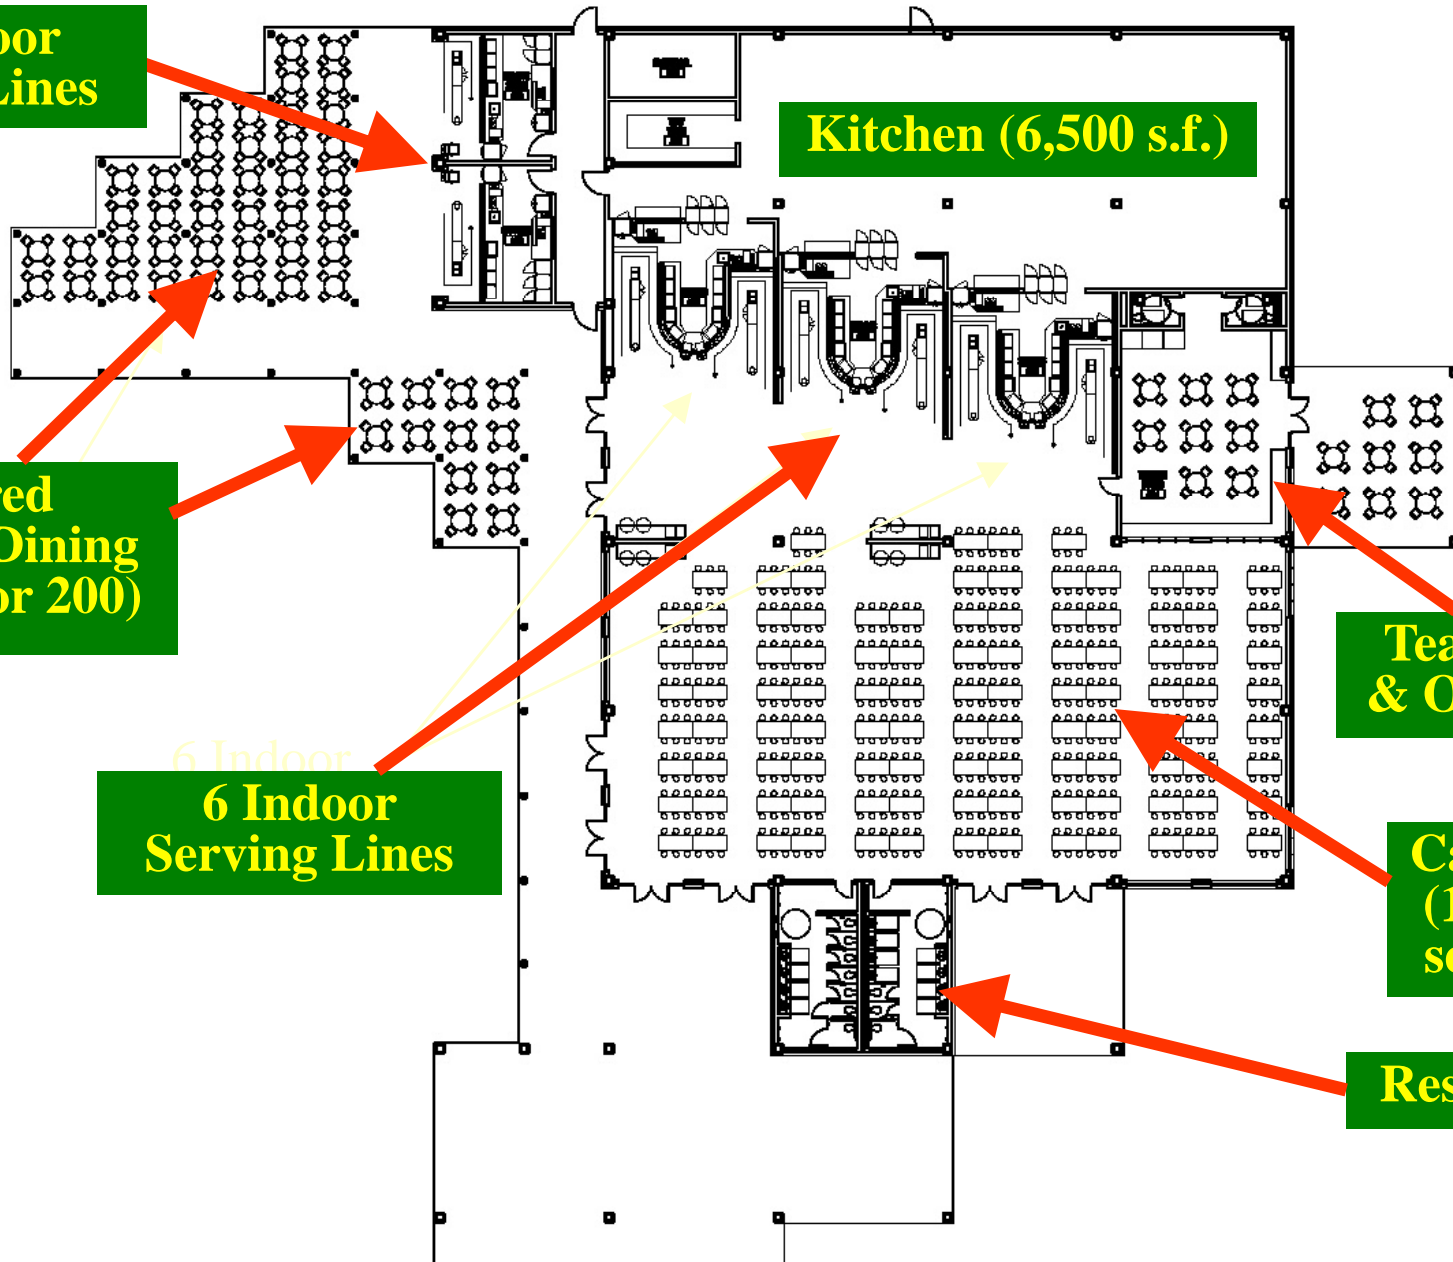 oor
Lines
Kitchen (6,500 s.f.)
red
Dining
or 200)
Tea
& O
6 Indoor
6 Indoor
Serving Lines
Ca
(1
se
Res